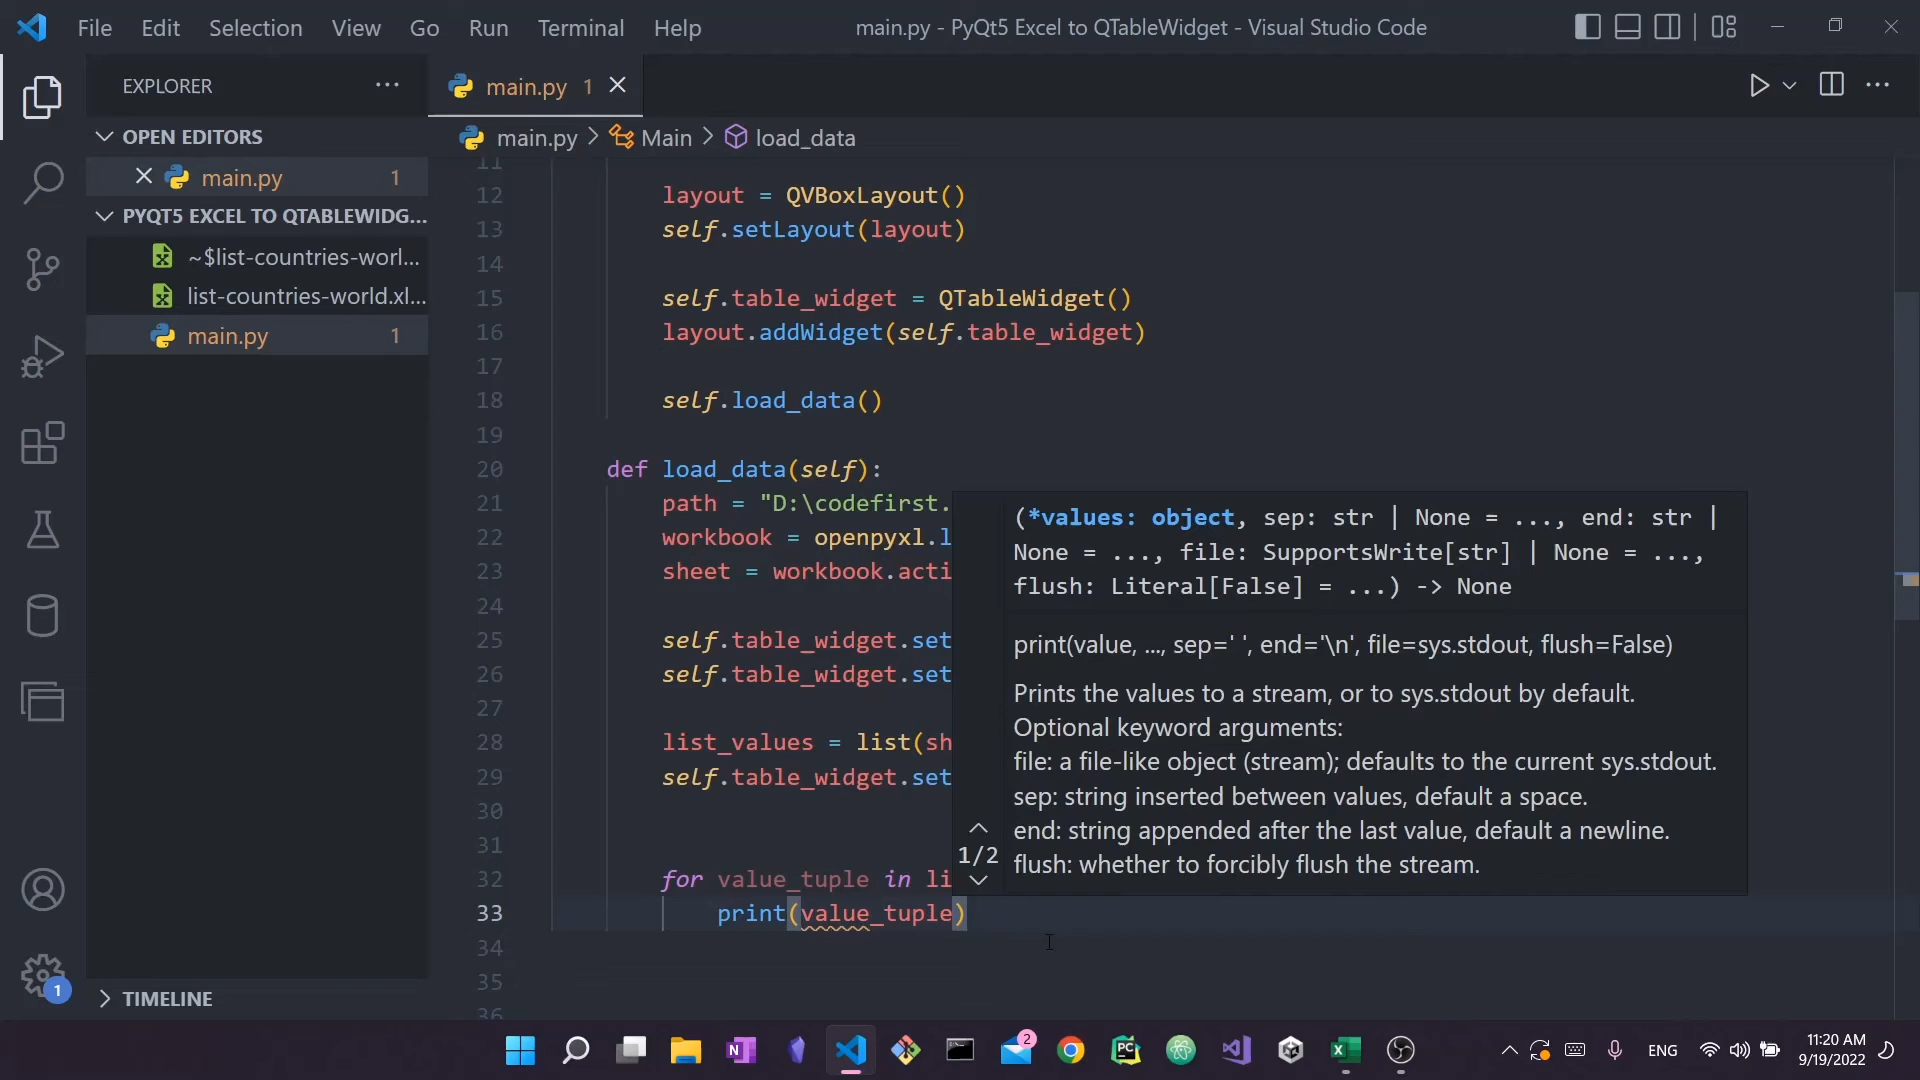 File Edit Selection View Go Run Terminal Help
main.py - PyQt5 Excel to QTableWidget - Visual Studio Code
EXPLORER ...
OPEN EDITORS
main.py 1
PYQT5 EXCEL TO QTABLEWIDG...
~$list-countries-worl...
list-countries-world.xl...
main.py 1
TIMELINE
1
main.py 1
main.py > Main > load_data
11
12 layout = QVBoxLayout()
13 self.setLayout(layout)
14
15 self.table_widget = QTableWidget()
16 layout.addWidget(self.table_widget)
17
18 self.load_data()
19
20 def load_data(self):
21 path = "D:\codefirst.
22 workbook = openpyxl.l
23 sheet = workbook.acti
24
25 self.table_widget.set
26 self.table_widget.set
27
28 list_values = list(sh
29 self.table_widget.set
30
31
32 for value_tuple in li
33 print(value_tuple)
34
35
36
(*values: object, sep: str | None = ..., end: str |
None = ..., file: SupportsWrite[str] | None = ...,
flush: Literal[False] = ...) -> None
print(value, ..., sep=' ', end='\n', file=sys.stdout, flush=False)
Prints the values to a stream, or to sys.stdout by default.
Optional keyword arguments:
file: a file-like object (stream); defaults to the current sys.stdout.
sep: string inserted between values, default a space.
end: string appended after the last value, default a newline.
flush: whether to forcibly flush the stream.
1/2
N
2
PC
ENG
11:20 AM
9/19/2022